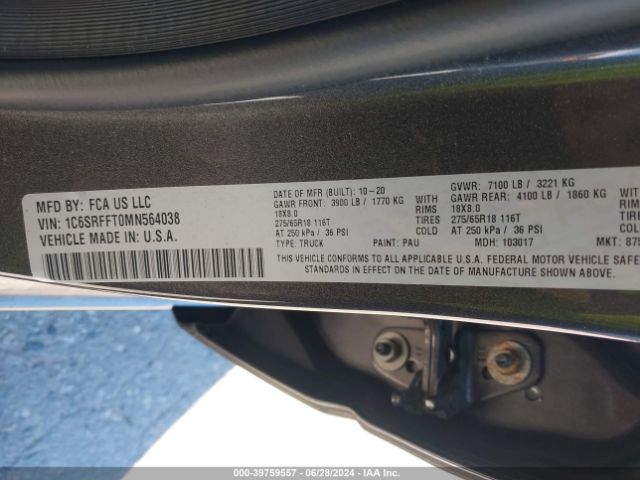 MFD BY: FCA US LLC
VIN: 1C6SRFFT0MN564038
VEHICLE MADE IN U.S.A.
DATE OF MFR (BUILT): 10-20
GVWR: 7100 LB / 3221 KG
GAWR FRONT: 3900 LB / 1770 KG WITH
GAWR REAR: 4100 LB / 1860 KG WITH
18X8.0 RIMS 18X8.0
275/65R18 116T TIRES 275/65R18 116T
AT 250 kPa / 36 PSI COLD AT 250 kPa / 36 PSI
TYPE: TRUCK PAINT: PAU MDH: 103017 MKT:
THIS VEHICLE CONFORMS TO ALL APPLICABLE U.S.A. FEDERAL MOTOR VEHICLE
STANDARDS IN EFFECT ON THE DATE OF MANUFACTURE SHOWN ABOVE.
000-39759557 / 06/28/2024 - IAA Inc.